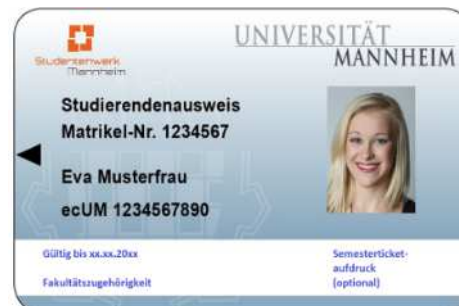 Studentenwerk
Mannheim
UNIVERSITÄT
MANNHEIM
Studierendenausweis
Matrikel-Nr. 1234567
Eva Musterfrau
ecUM 1234567890
Gültig bis xx.xx.20xx
Fakultätszugehörigkeit
Semesterticket-
aufdruck
(optional)